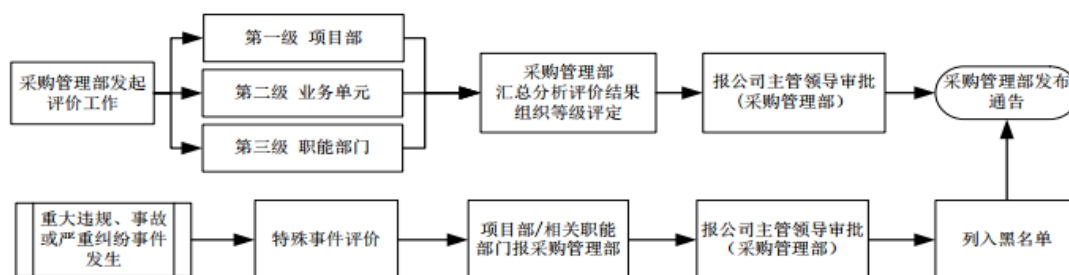 采购管理部发起
评价工作
第一级 项目部
第二级 业务单元
第三级 职能部门
采购管理部
汇总分析评价结果
组织等级评定
报公司主管领导审批
(采购管理部）
采购管理部发布
通告
重大违规、事故
或严重纠纷事件
发生
特殊事件评价
项目部/相关职能
部门报采购管理部
报公司主管领导审批
（采购管理部）
列入黑名单